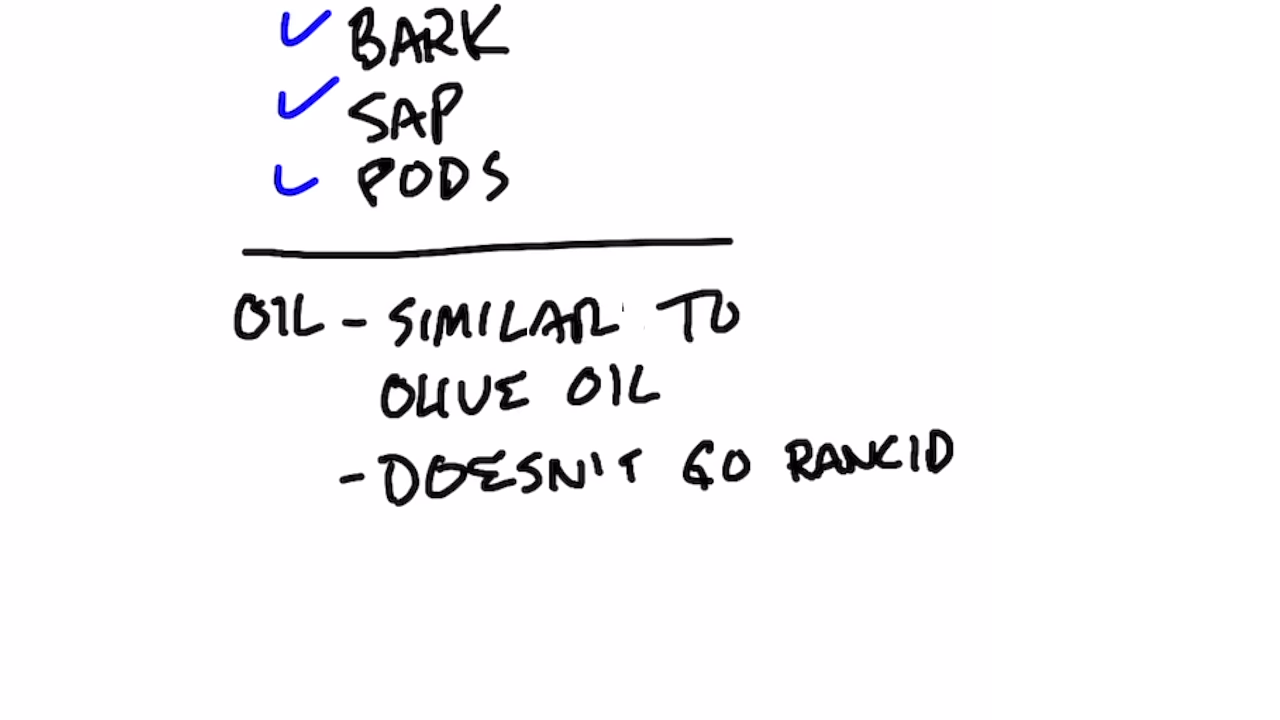 ✓ BARK
✓ SAP
✓ PODS
OIL - SIMILAR TO
OLIVE OIL
- DOESN'T GO RANCID